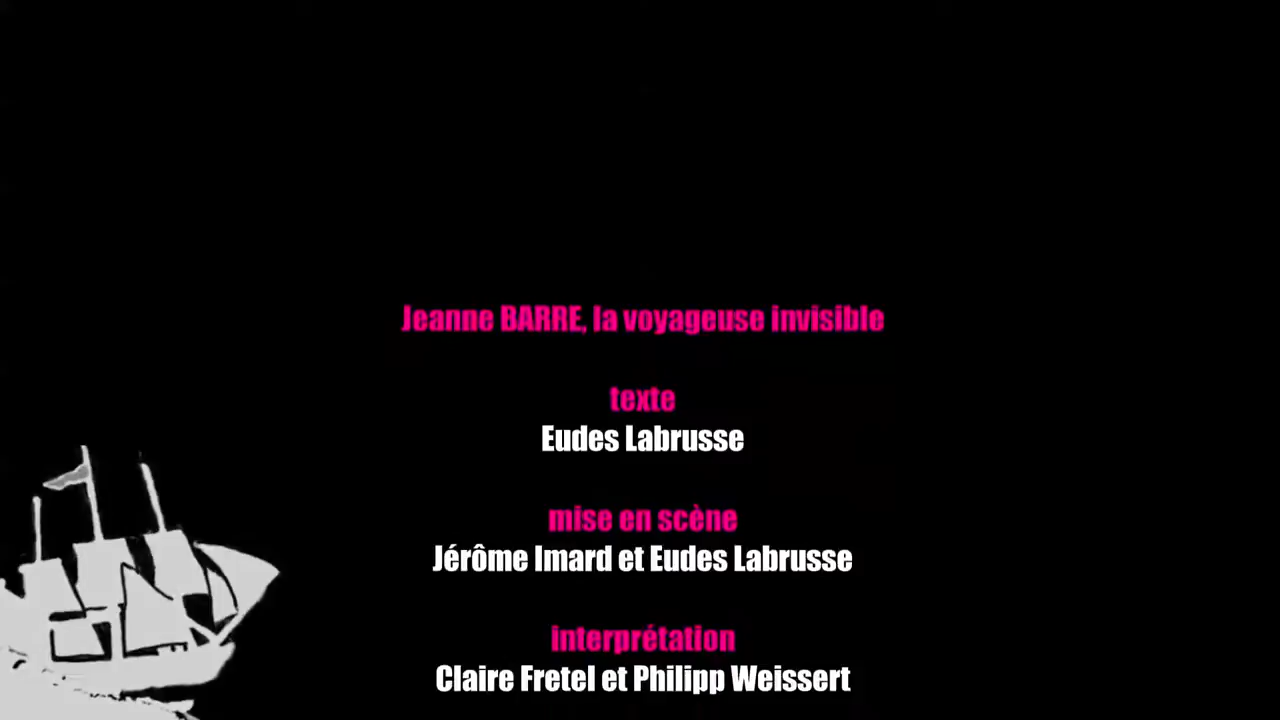 Jeanne BARRE, la voyageuse invisible
texte
Eudes Labrusse
mise en scène
Jérôme Imard et Eudes Labrusse
interprétation
Claire Fretel et Philipp Weissert